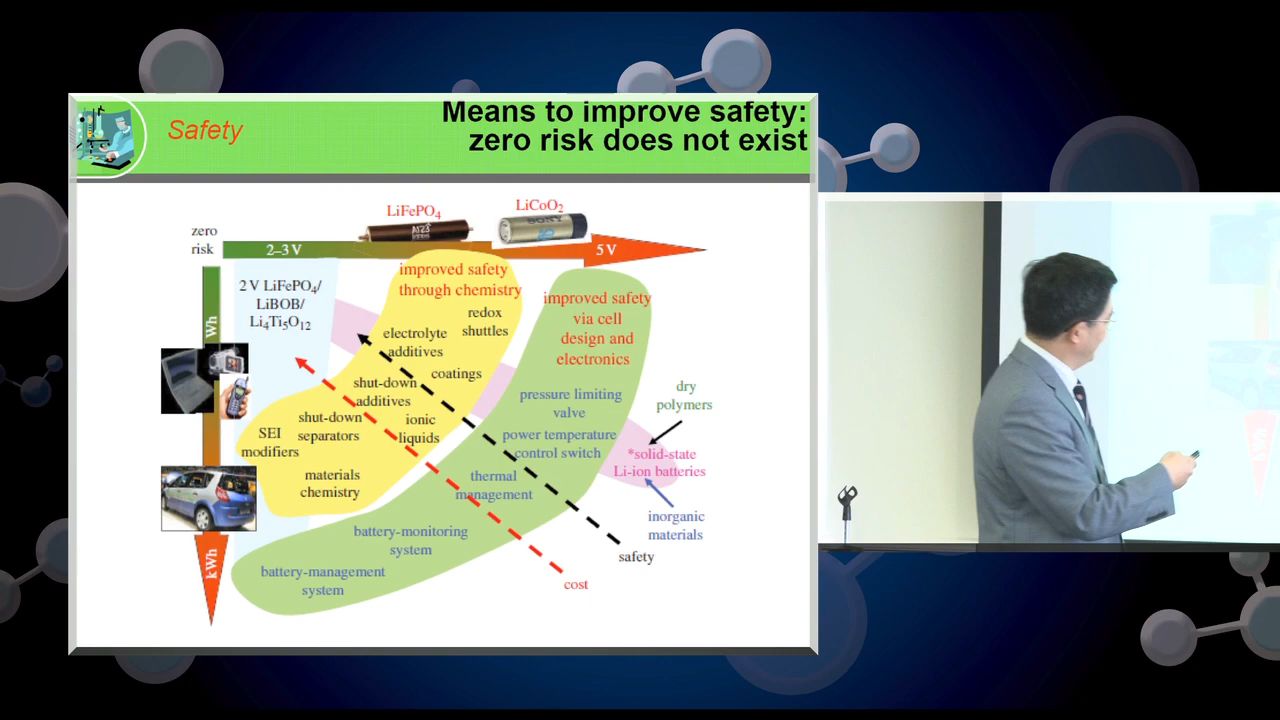 Safety
Means to improve safety:
zero risk does not exist
LiFePO4
LiCoO2
zero
risk
2–3 V
A123
SYSTEMS
SONY
5 V
Wh
2 V LiFePO4/
LiBOB/
Li4Ti5O12
improved safety
through chemistry
redox
shuttles
electrolyte
additives
coatings
shut-down
additives
ionic
liquids
shut-down
separators
SEI
modifiers
materials
chemistry
improved safety
via cell
design and
electronics
pressure limiting
valve
power temperature
control switch
thermal
management
battery-monitoring
system
battery-management
system
dry
polymers
*solid-state
Li-ion batteries
inorganic
materials
safety
cost
kWh